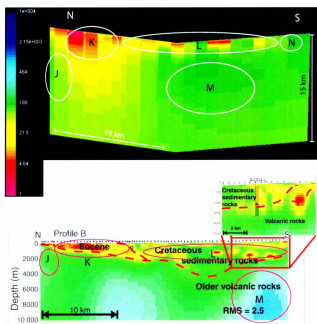 1e+004
N
S
2.15e+003
K
L
N
464
J
100
M
15 km
21.5
15 km
4.64
1
Cretaceous
sedimentary
rocks
Volcanic rocks
2 km
N
Profile B
S
0
Eocene
Cretaceous
J
2000
K
sedimentary rocks
4000
Older volcanic rocks
6000
M
8000
10 km
RMS = 2.5
10 000
Depth (m)